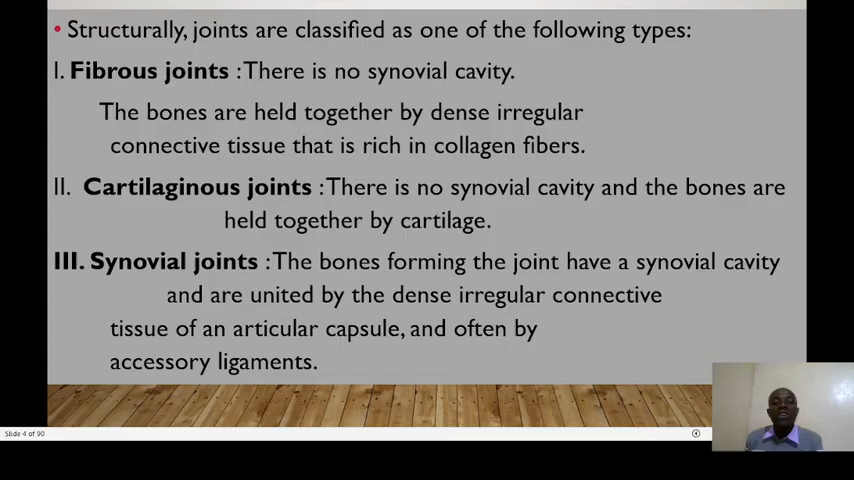 • Structurally, joints are classified as one of the following types:
I. Fibrous joints : There is no synovial cavity.
The bones are held together by dense irregular
connective tissue that is rich in collagen fibers.
II. Cartilaginous joints : There is no synovial cavity and the bones are
held together by cartilage.
III. Synovial joints : The bones forming the joint have a synovial cavity
and are united by the dense irregular connective
tissue of an articular capsule, and often by
accessory ligaments.
Slide 4 of 90